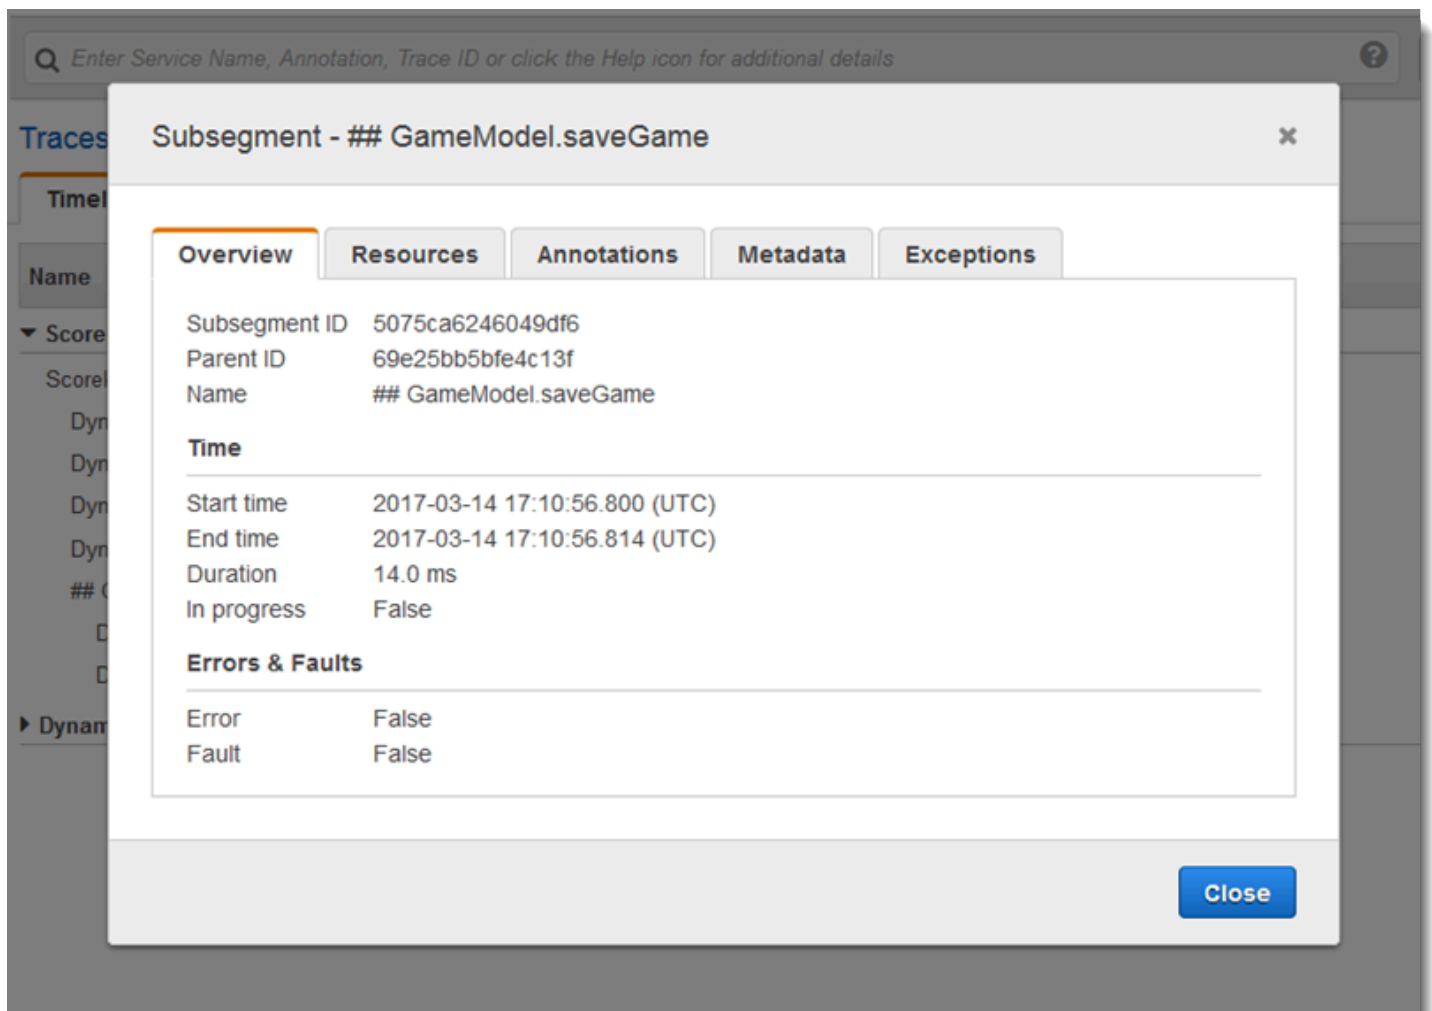 Enter Service Name, Annotation, Trace ID or click the Help icon for additional details
Traces
Subsegment - ## GameModel.saveGame
Overview Resources Annotations Metadata Exceptions
Name
Score
Subsegment ID 5075ca6246049df6
Parent ID 69e25bb5bfe4c13f
Name ## GameModel.saveGame
Time
Start time 2017-03-14 17:10:56.800 (UTC)
End time 2017-03-14 17:10:56.814 (UTC)
Duration 14.0 ms
In progress False
Errors & Faults
Error False
Fault False
Close